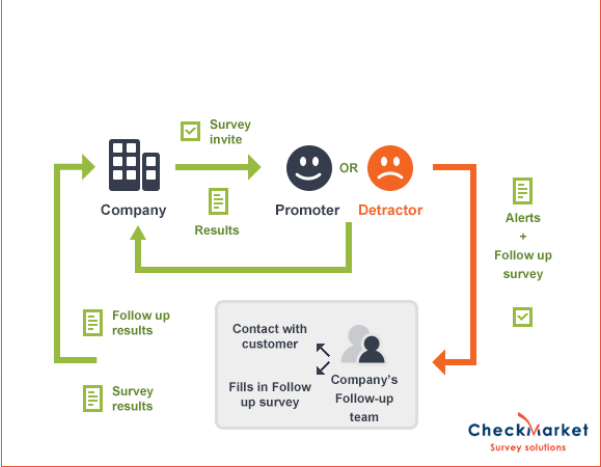 Survey
invite
OR
Company
Promoter
Detractor
Results
Alerts
+
Follow up
survey
Follow up
results
Survey
results
Contact with
customer
Fills in Follow
up survey
Company's
Follow-up
team
CheckMarket
Survey solutions